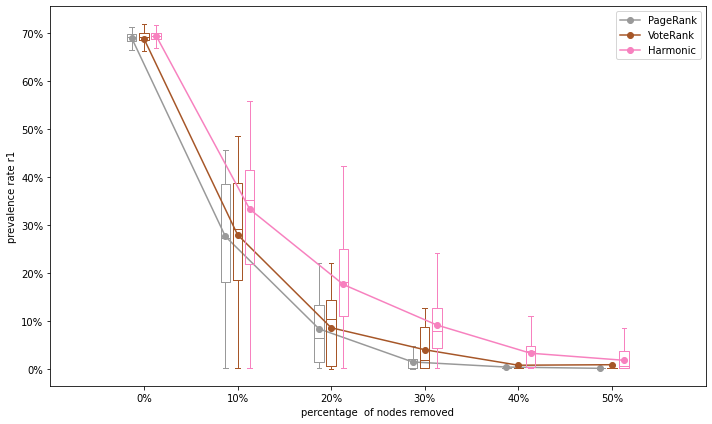 PageRank
VoteRank
Harmonic
70%
60%
50%
40%
30%
20%
10%
0%
prevalence rate r1
0%
10%
20%
30%
40%
50%
percentage  of nodes removed